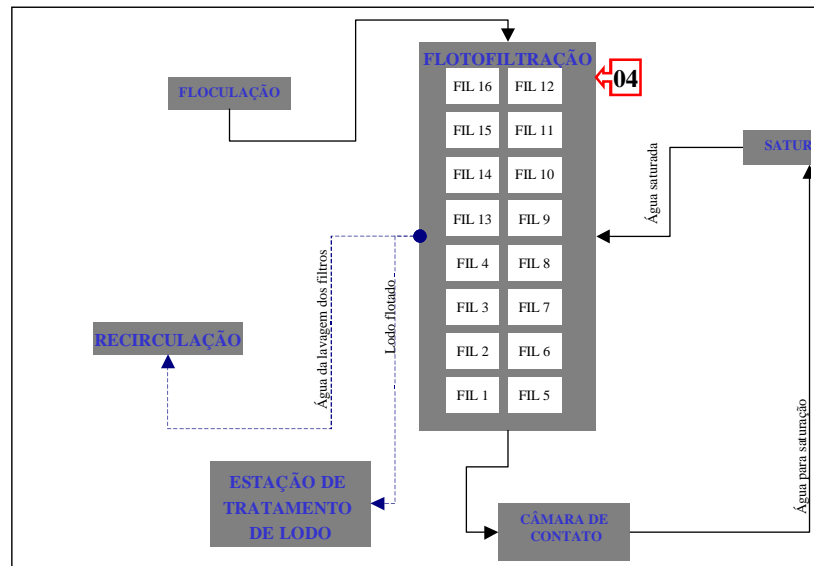 FLOTOFILTRAÇÃO
04
FLOCULAÇÃO
FIL 16 FIL 12
FIL 15 FIL 11
FIL 14 FIL 10
FIL 13 FIL 9
FIL 4 FIL 8
FIL 3 FIL 7
FIL 2 FIL 6
FIL 1 FIL 5
SATUR
Água saturada
Água da lavagem dos filtros
Lodo flotado
RECIRCULAÇÃO
Água para saturação
ESTAÇÃO DE
TRATAMENTO
DE LODO
CÂMARA DE
CONTATO